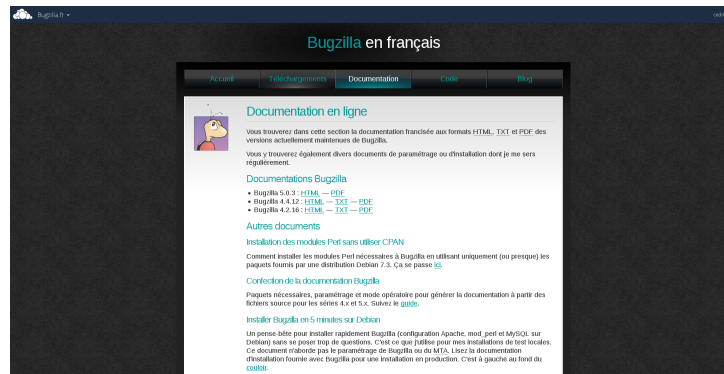 Bugzilla.fr
Bugzilla en français
Accueil
Téléchargements
Documentation
Code
Blog
Documentation en ligne
Vous trouverez dans cette section la documentation francisée aux formats HTML, TXT et PDF des
versions actuellement maintenues de Bugzilla.
Vous y trouverez également divers documents de paramétrage ou d'installation dont je me sers
régulièrement.
Documentations Bugzilla
• Bugzilla 5.0.3 : HTML — PDF
• Bugzilla 4.4.12 : HTML — TXT — PDF
• Bugzilla 4.2.16 : HTML — TXT — PDF
Autres documents
Installation des modules Perl sans utiliser CPAN
Comment installer les modules Perl nécessaires à Bugzilla en utilisant uniquement (ou presque) les
paquets fournis par une distribution Debian 7.3. Ça se passe ici.
Confection de la documentation Bugzilla
Paquets nécessaires, paramétrage et mode opératoire pour générer la documentation à partir des
fichiers source pour les séries 4.x et 5.x. Suivez le guide.
Installer Bugzilla en 5 minutes sur Debian
Un pense-bête pour installer rapidement Bugzilla (configuration Apache, mod_perl et MySQL sur
Debian) sans se poser trop de questions. C'est ce que j'utilise pour mes installations de test locales.
Ce document n'aborde pas le paramétrage de Bugzilla ou du MTA. Lisez la documentation
d'installation fournie avec Bugzilla pour une installation en production. C'est à gauche au fond du
couloir.